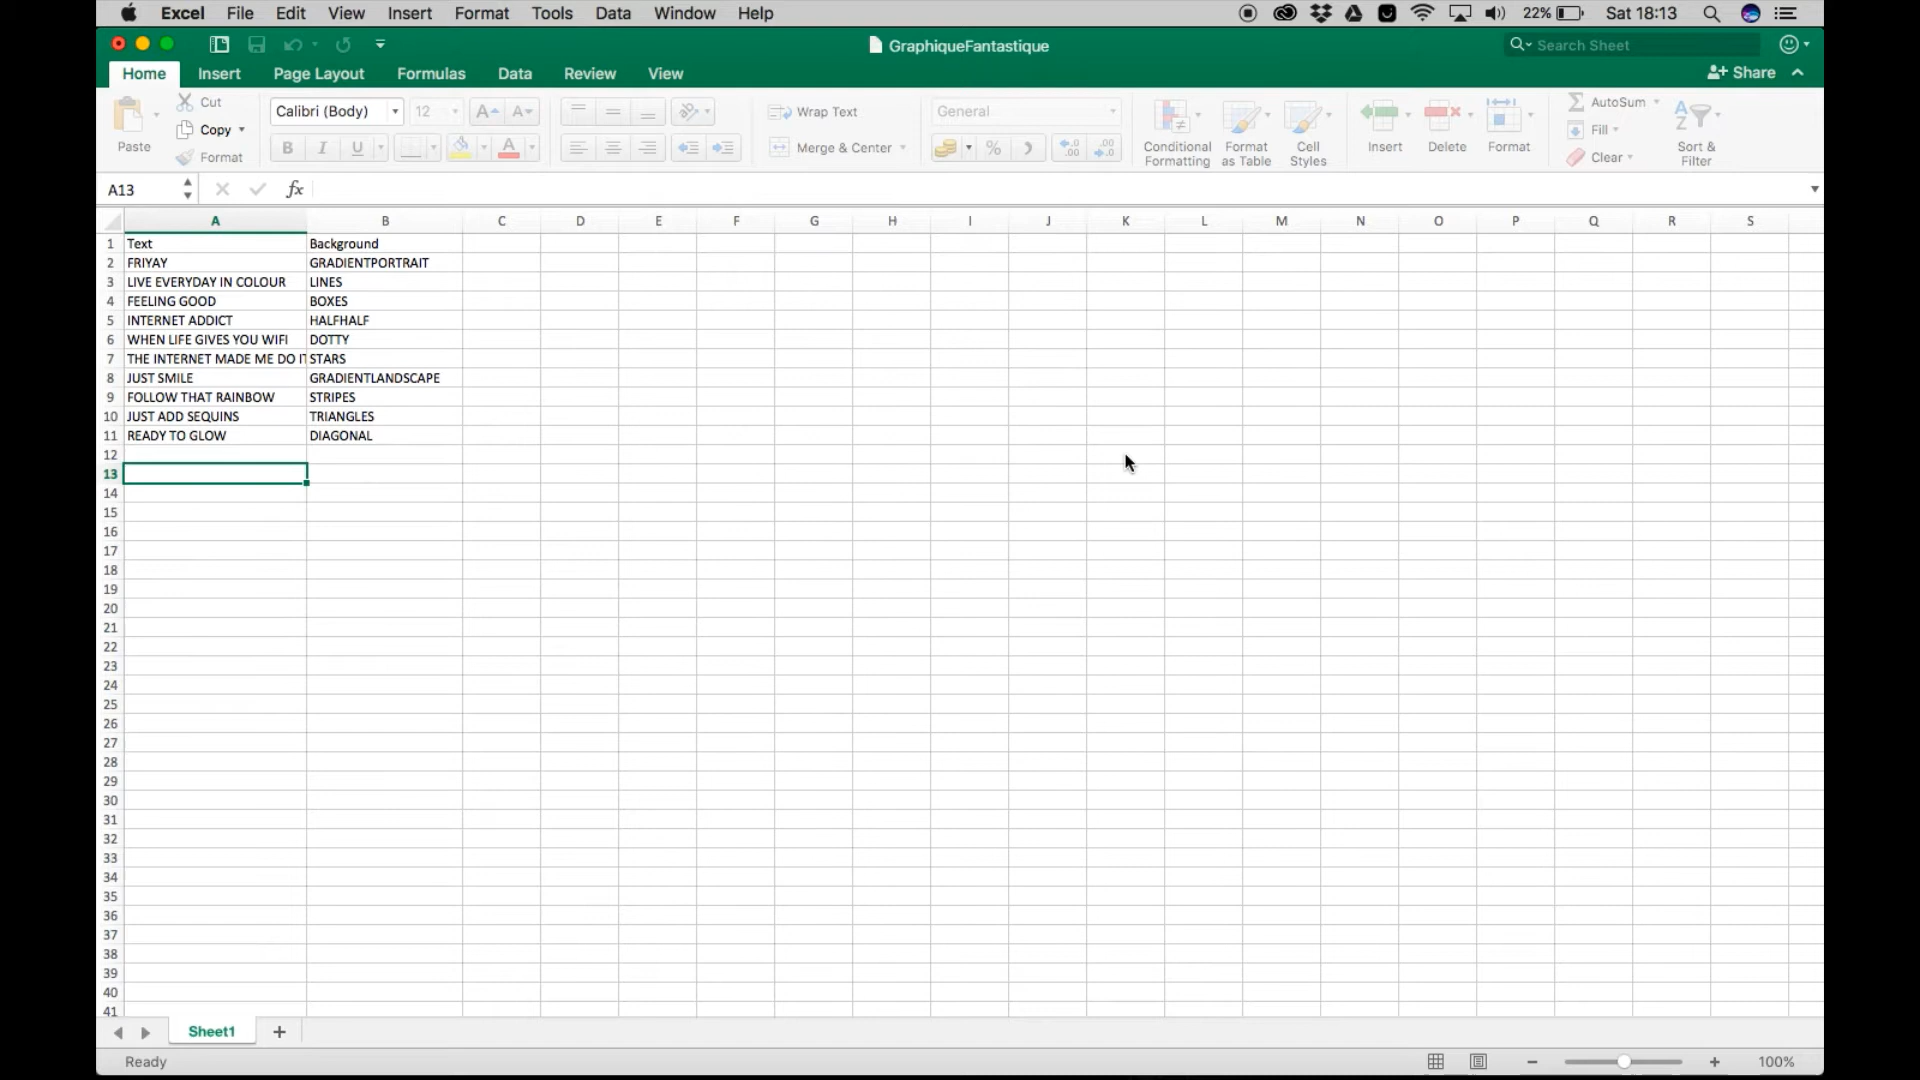 Excel File Edit View Insert Format Tools Data Window Help 22% Sat 18:13
GraphiqueFantastique Search Sheet
Home Insert Page Layout Formulas Data Review View Share
Paste Cut Copy Format
Calibri (Body) 12 A A
B I U A
Wrap Text
Merge & Center
General
% .0 .00 .00 .0
Conditional Formatting
Format as Table
Cell Styles
Insert Delete Format
AutoSum
Fill
Clear
Sort & Filter
A13 fx
A B C D E F G H I J K L M N O P Q R S
1 Text Background
2 FRIYAY GRADIENTPORTRAIT
3 LIVE EVERYDAY IN COLOUR LINES
4 FEELING GOOD BOXES
5 INTERNET ADDICT HALFHALF
6 WHEN LIFE GIVES YOU WIFI DOTTY
7 THE INTERNET MADE ME DO IT STARS
8 JUST SMILE GRADIENTLANDSCAPE
9 FOLLOW THAT RAINBOW STRIPES
10 JUST ADD SEQUINS TRIANGLES
11 READY TO GLOW DIAGONAL
12
13
14
15
16
17
18
19
20
21
22
23
24
25
26
27
28
29
30
31
32
33
34
35
36
37
38
39
40
41
Sheet1 +
Ready 100%